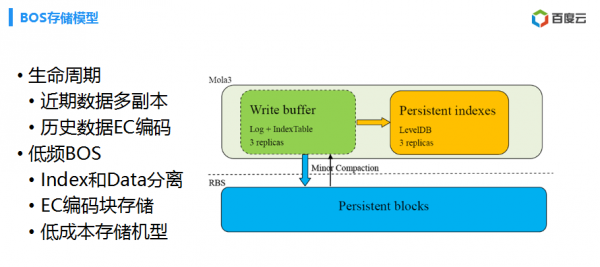 BOS存储模型
百度云
• 生命周期
• 近期数据多副本
• 历史数据EC编码
• 低频BOS
• Index和Data分离
• EC编码块存储
• 低成本存储机型
Mola3
Write buffer
Log + IndexTable
3 replicas
Persistent indexes
LevelDB
3 replicas
Minor Compaction
RBS
Persistent blocks